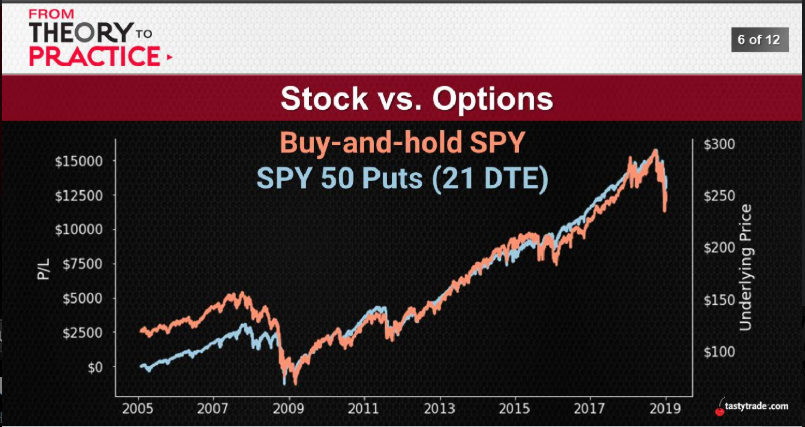 FROM
THEORY TO
PRACTICE
6 of 12
Stock vs. Options
Buy-and-hold SPY
SPY 50 Puts (21 DTE)
$15000
$12500
$10000
$7500
$5000
$2500
$0
P/L
$300
$250
$200
$150
$100
Underlying Price
2005
2007
2009
2011
2013
2015
2017
2019
tastytrade.com